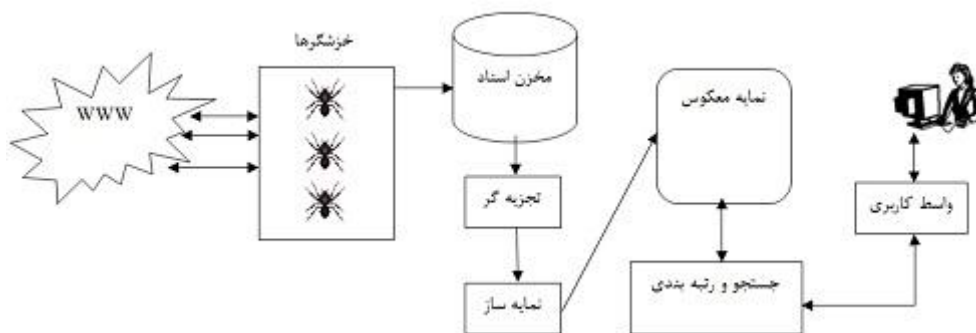 WWW
خزشگرها
مخزن اسناد
تجزیه گر
نمایه ساز
نمایه معکوس
جستجو و رتبه بندی
واسط کاربری